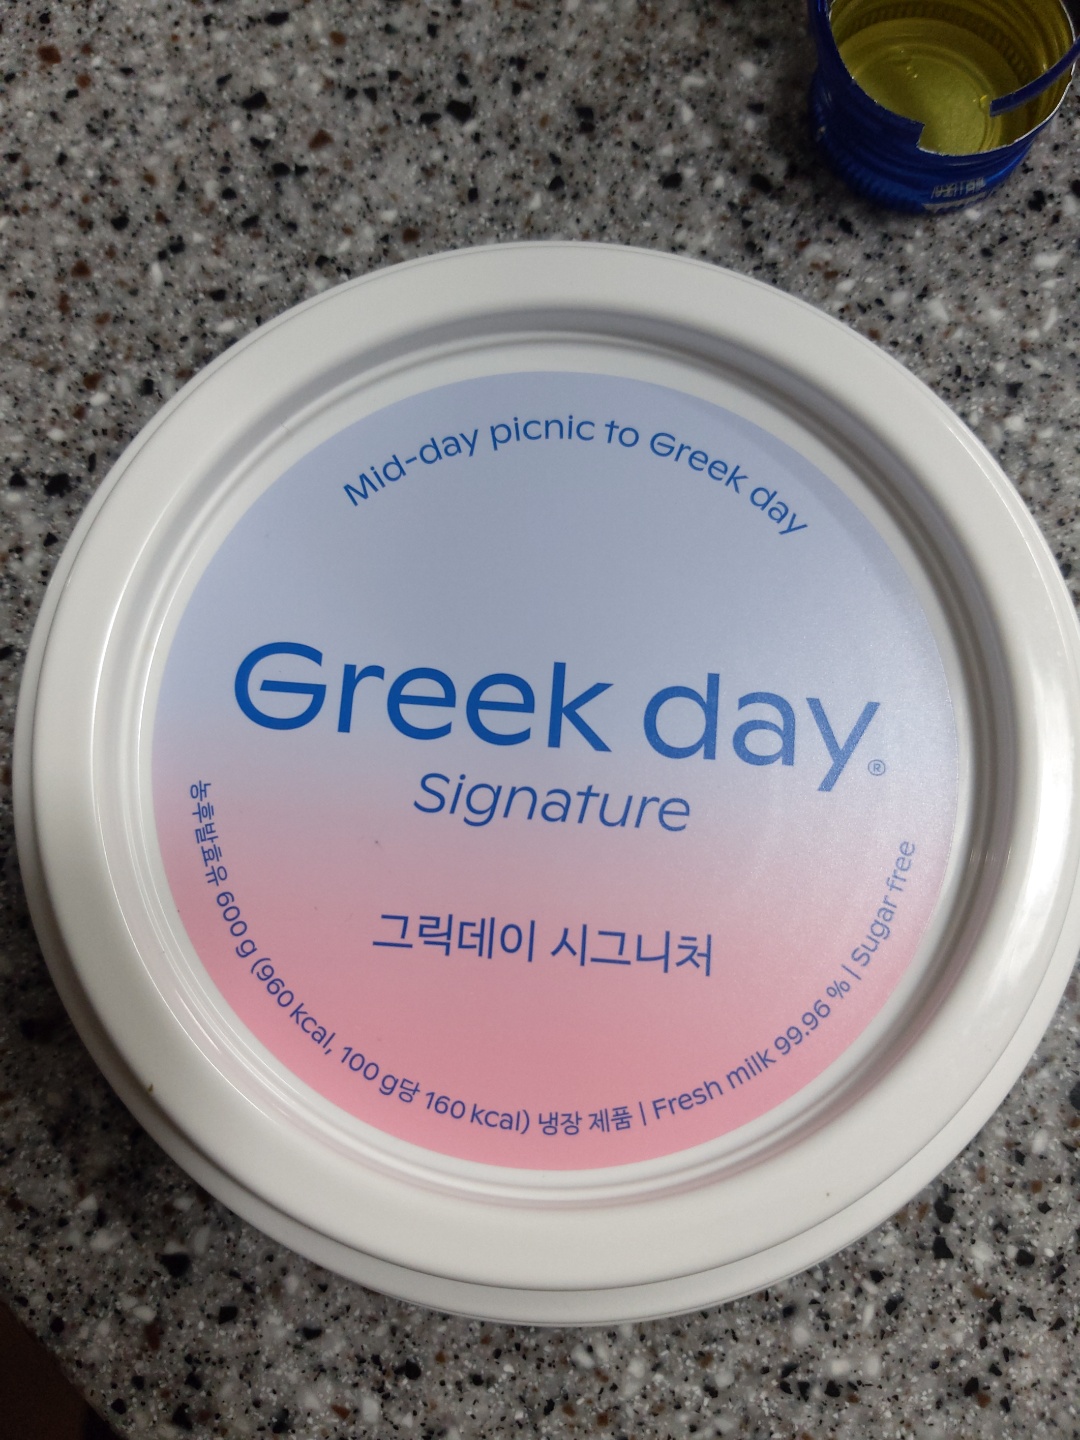 Mid-day picnic to Greek day
Greek day®
Signature
그릭데이 시그니처
농후발효유 600 g (960 kcal, 100 g당 160 kcal) 냉장 제품 | Fresh milk 99.96 % | Sugar free